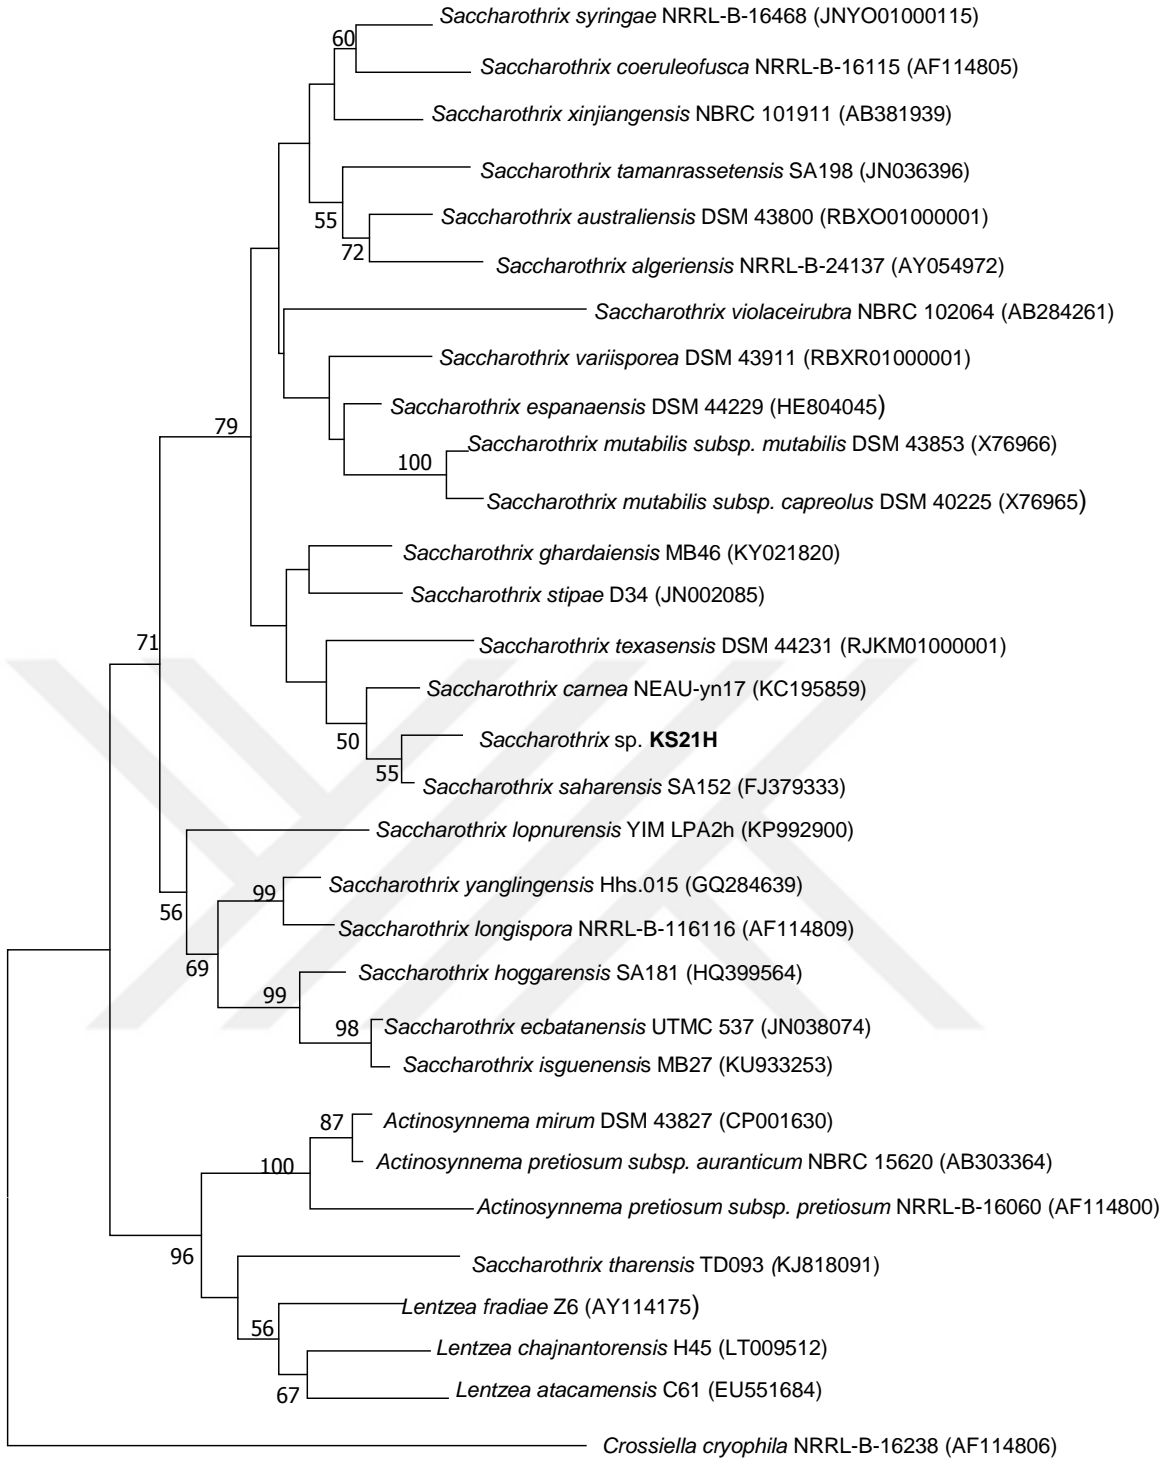 Saccharothrix syringae NRRL-B-16468 (JNYO01000115)
60
Saccharothrix coeruleofusca NRRL-B-16115 (AF114805)
Saccharothrix xinjiangensis NBRC 101911 (AB381939)
Saccharothrix tamanrassetensis SA198 (JN036396)
55
Saccharothrix australiensis DSM 43800 (RBXO01000001)
72
Saccharothrix algeriensis NRRL-B-24137 (AY054972)
Saccharothrix violaceirubra NBRC 102064 (AB284261)
Saccharothrix variisporea DSM 43911 (RBXR01000001)
Saccharothrix espanaensis DSM 44229 (HE804045)
79
Saccharothrix mutabilis subsp. mutabilis DSM 43853 (X76966)
100
Saccharothrix mutabilis subsp. capreolus DSM 40225 (X76965)
Saccharothrix ghardaiensis MB46 (KY021820)
Saccharothrix stipae D34 (JN002085)
71
Saccharothrix texasensis DSM 44231 (RJKM01000001)
Saccharothrix carnea NEAU-yn17 (KC195859)
50
Saccharothrix sp. KS21H
55
Saccharothrix saharensis SA152 (FJ379333)
Saccharothrix lopnurensis YIM LPA2h (KP992900)
Saccharothrix yanglingensis Hhs.015 (GQ284639)
99
56
Saccharothrix longispora NRRL-B-116116 (AF114809)
69
Saccharothrix hoggarensis SA181 (HQ399564)
99
98
Saccharothrix ecbatanensis UTMC 537 (JN038074)
Saccharothrix isguenensis MB27 (KU933253)
87
Actinosynnema mirum DSM 43827 (CP001630)
100
Actinosynnema pretiosum subsp. auranticum NBRC 15620 (AB303364)
Actinosynnema pretiosum subsp. pretiosum NRRL-B-16060 (AF114800)
96
Saccharothrix tharensis TD093 (KJ818091)
Lentzea fradiae Z6 (AY114175)
56
Lentzea chajnantorensis H45 (LT009512)
67
Lentzea atacamensis C61 (EU551684)
Crossiella cryophila NRRL-B-16238 (AF114806)